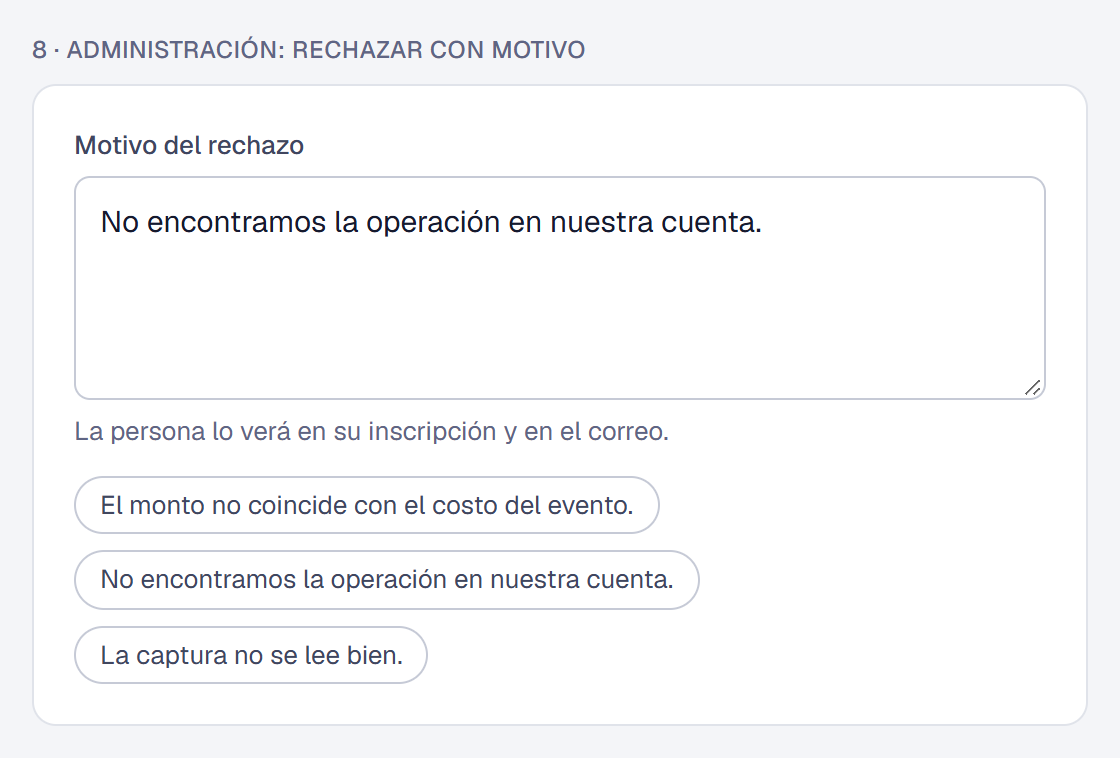 8 · ADMINISTRACIÓN: RECHAZAR CON MOTIVO
Motivo del rechazo
No encontramos la operación en nuestra cuenta.
La persona lo verá en su inscripción y en el correo.
El monto no coincide con el costo del evento.
No encontramos la operación en nuestra cuenta.
La captura no se lee bien.